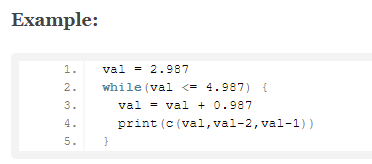 Example:
1. val = 2.987
2. while(val <= 4.987) {
3. val = val + 0.987
4. print(c(val,val-2,val-1))
5. }